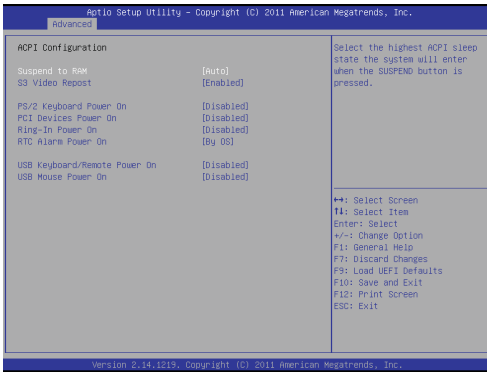 Aptio Setup Utility – Copyright (C) 2011 American Megatrends, Inc.
Advanced
ACPI Configuration
Suspend to RAM [Auto]
S3 Video Repost [Enabled]
PS/2 Keyboard Power On [Disabled]
PCI Devices Power On [Disabled]
Ring-In Power On [Disabled]
RTC Alarm Power On [By OS]
USB Keyboard/Remote Power On [Disabled]
USB Mouse Power On [Disabled]
Select the highest ACPI sleep
state the system will enter
when the SUSPEND button is
pressed.
↔: Select Screen
↑↓: Select Item
Enter: Select
+/-: Change Option
F1: General Help
F7: Discard Changes
F9: Load UEFI Defaults
F10: Save and Exit
F12: Print Screen
ESC: Exit
Version 2.14.1219. Copyright (C) 2011 American Megatrends, Inc.